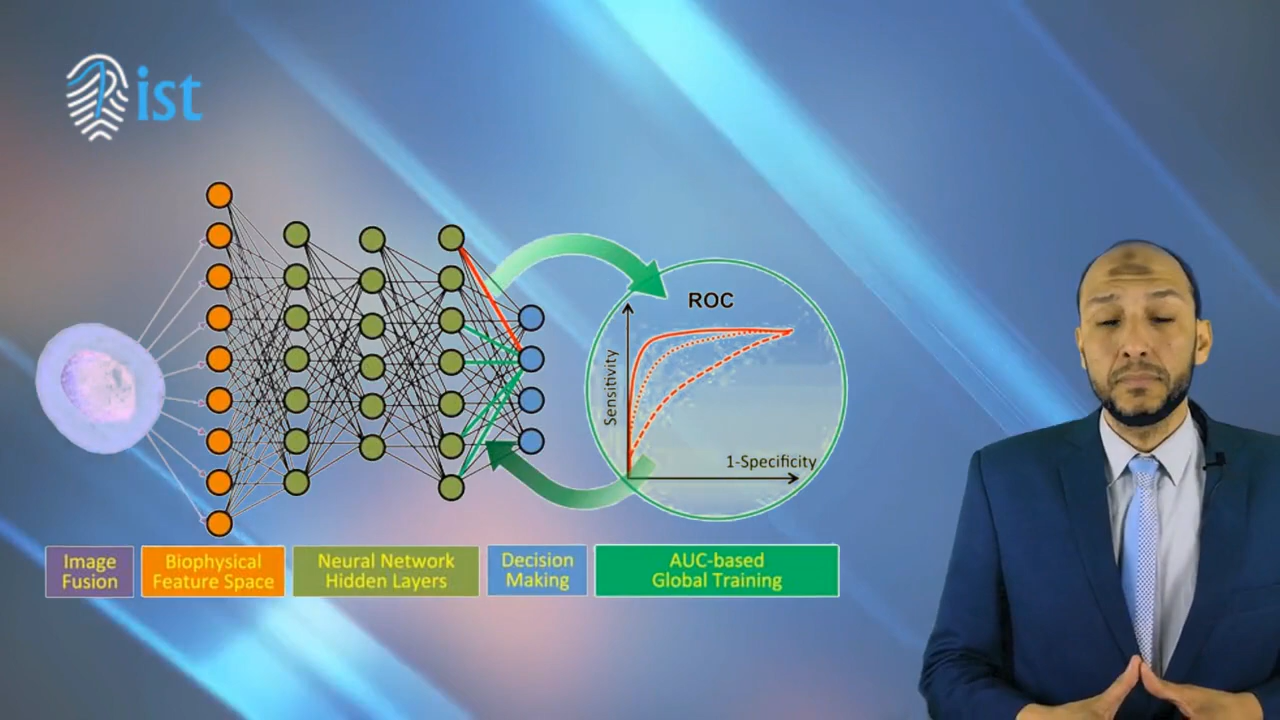 ist
ROC
Sensitivity
1-Specificity
Image
Fusion
Biophysical
Feature Space
Neural Network
Hidden Layers
Decision
Making
AUC-based
Global Training